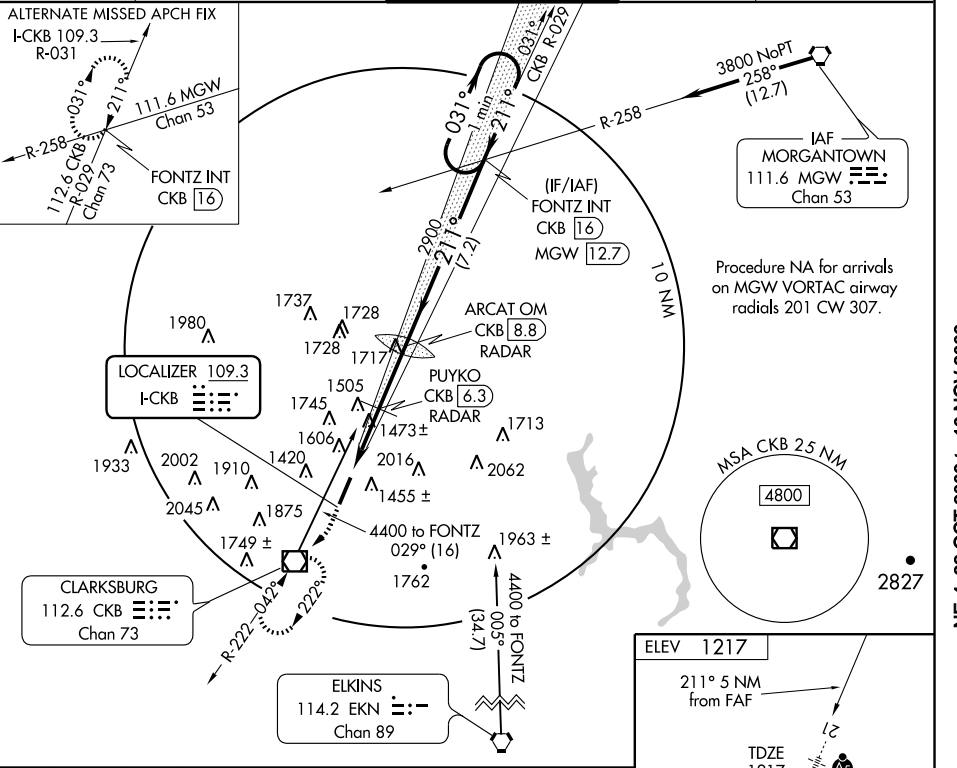 ALTERNATE MISSED APCH FIX
I-CKB 109.3
R-031
031°
211°
111.6 MGW
Chan 53
R-258
112.6 CKB
R-029
Chan 73
FONTZ INT
CKB 16
031°
CKB R-029
031°
1 min
211°
3800 NoPT
258°
(12.7)
R-258
IAF
MORGANTOWN
111.6 MGW
Chan 53
(IF/IAF)
FONTZ INT
CKB 16
MGW 12.7
2900
211°
(7.2)
10 NM
Procedure NA for arrivals
on MGW VORTAC airway
radials 201 CW 307.
1737
1728
1728
1980
1717
ARCAT OM
CKB 8.8
RADAR
LOCALIZER 109.3
I-CKB
PUYKO
CKB 6.3
RADAR
1505
1745
1473±
1606
1713
1933
2002
1910
1420
2016
2062
1455 ±
2045
1875
1749 ±
4400 to FONTZ
029° (16)
1963 ±
1762
MSA CKB 25 NM
4800
2827
CLARKSBURG
112.6 CKB
Chan 73
R-222
042°
222°
4400 to FONTZ
005°
(34.7)
ELKINS
114.2 EKN
Chan 89
ELEV 1217
211° 5 NM
from FAF
21
TDZE